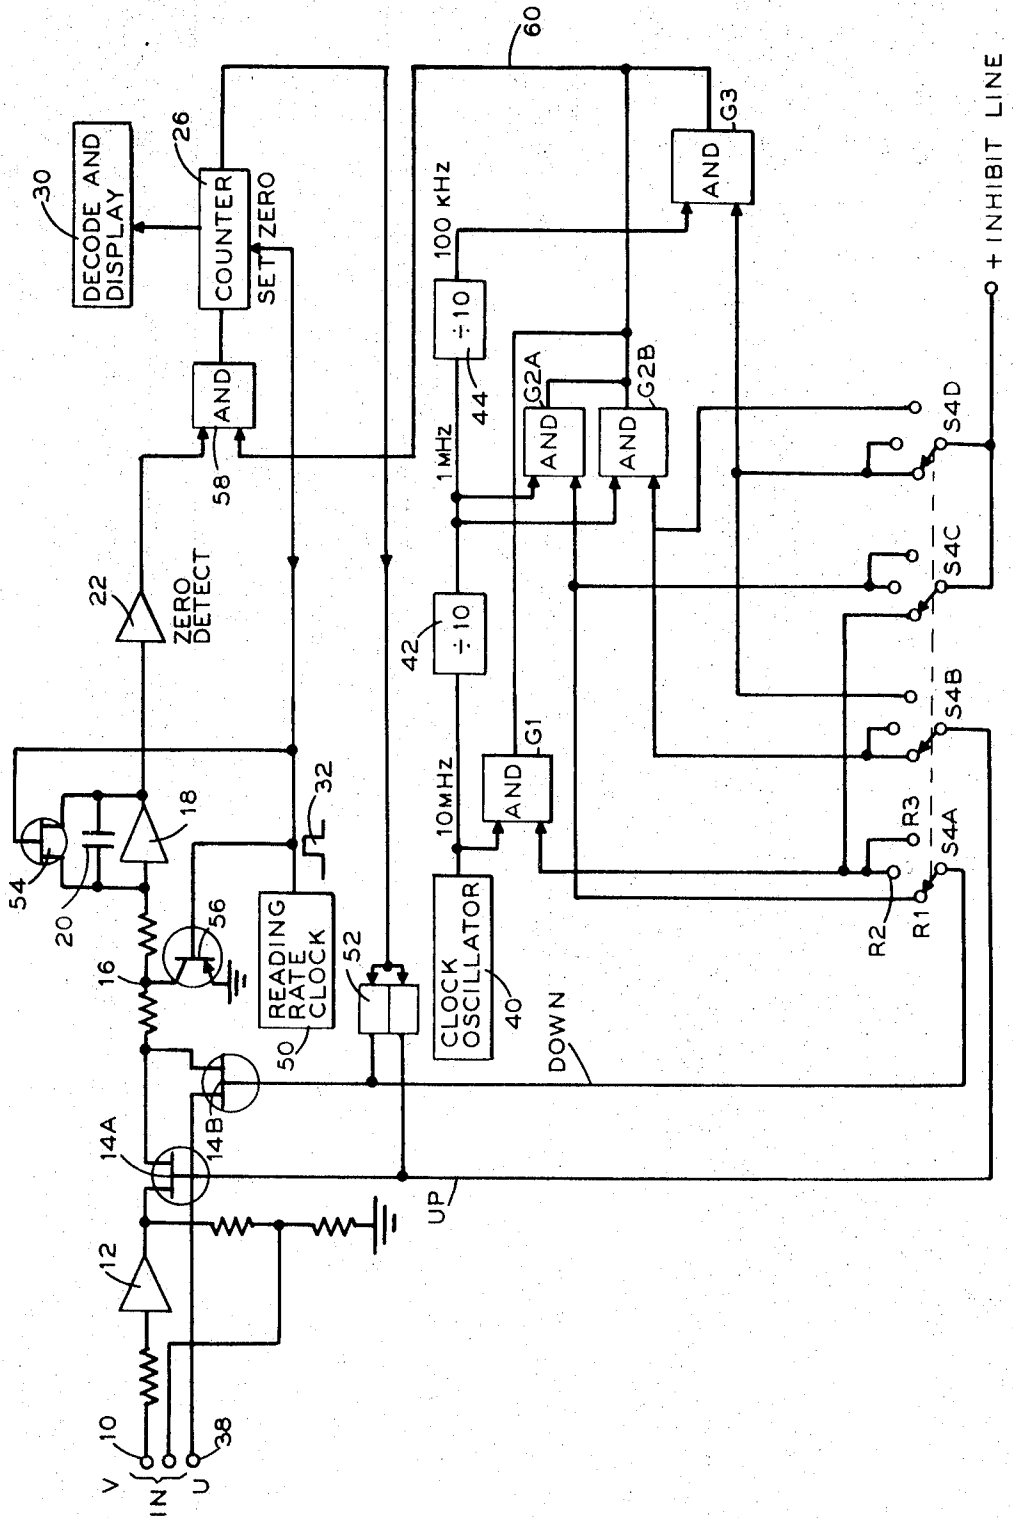 V
IN
U
10
38
12
14A
14B
16
54
20
18
56
22
ZERO
DETECT
58
AND
COUNTER
26
SET ZERO
30
DECODE AND
DISPLAY
READING
RATE
CLOCK
50
32
52
UP
DOWN
CLOCK
OSCILLATOR
40
10MHz
42
÷10
1MHz
44
÷10
100 KHz
60
AND
G1
AND
G2A
AND
G2B
AND
G3
R1
R2
R3
S4A
S4B
S4C
S4D
+ INHIBIT LINE